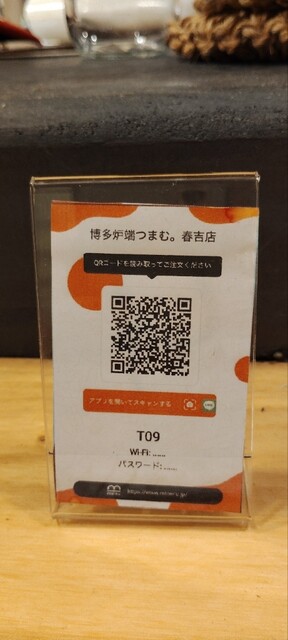 博多炉端つまむ。春吉店
QRコードを読み取ってご注文ください
アプリを開いてスキャンする
T09
Wi-Fi:
パスワード: